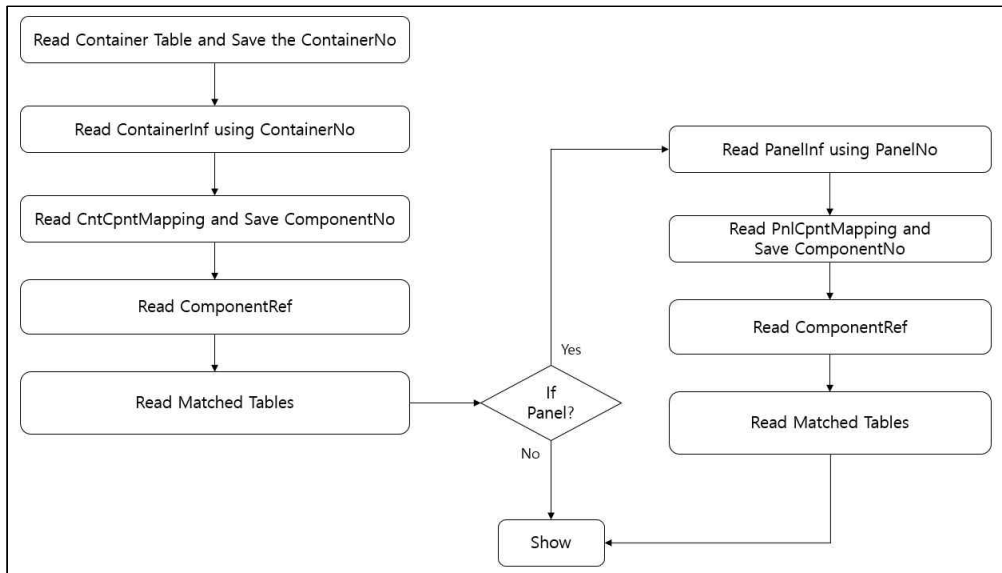 Read Container Table and Save the ContainerNo
Read ContainerInf using ContainerNo
Read CntCpntMapping and Save ComponentNo
Read ComponentRef
Read Matched Tables
If
Panel?
Yes
No
Read PanelInf using PanelNo
Read PnlCpntMapping and
Save ComponentNo
Read ComponentRef
Read Matched Tables
Show